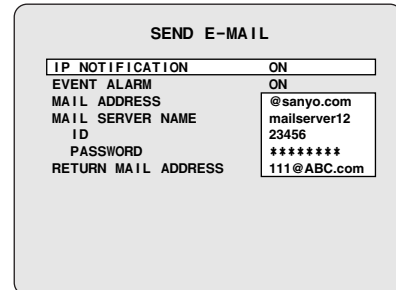 SEND E-MAIL
IP NOTIFICATION ON
EVENT ALARM ON
MAIL ADDRESS @sanyo.com
MAIL SERVER NAME mailserver12
ID 23456
PASSWORD ********
RETURN MAIL ADDRESS 111@ABC.com